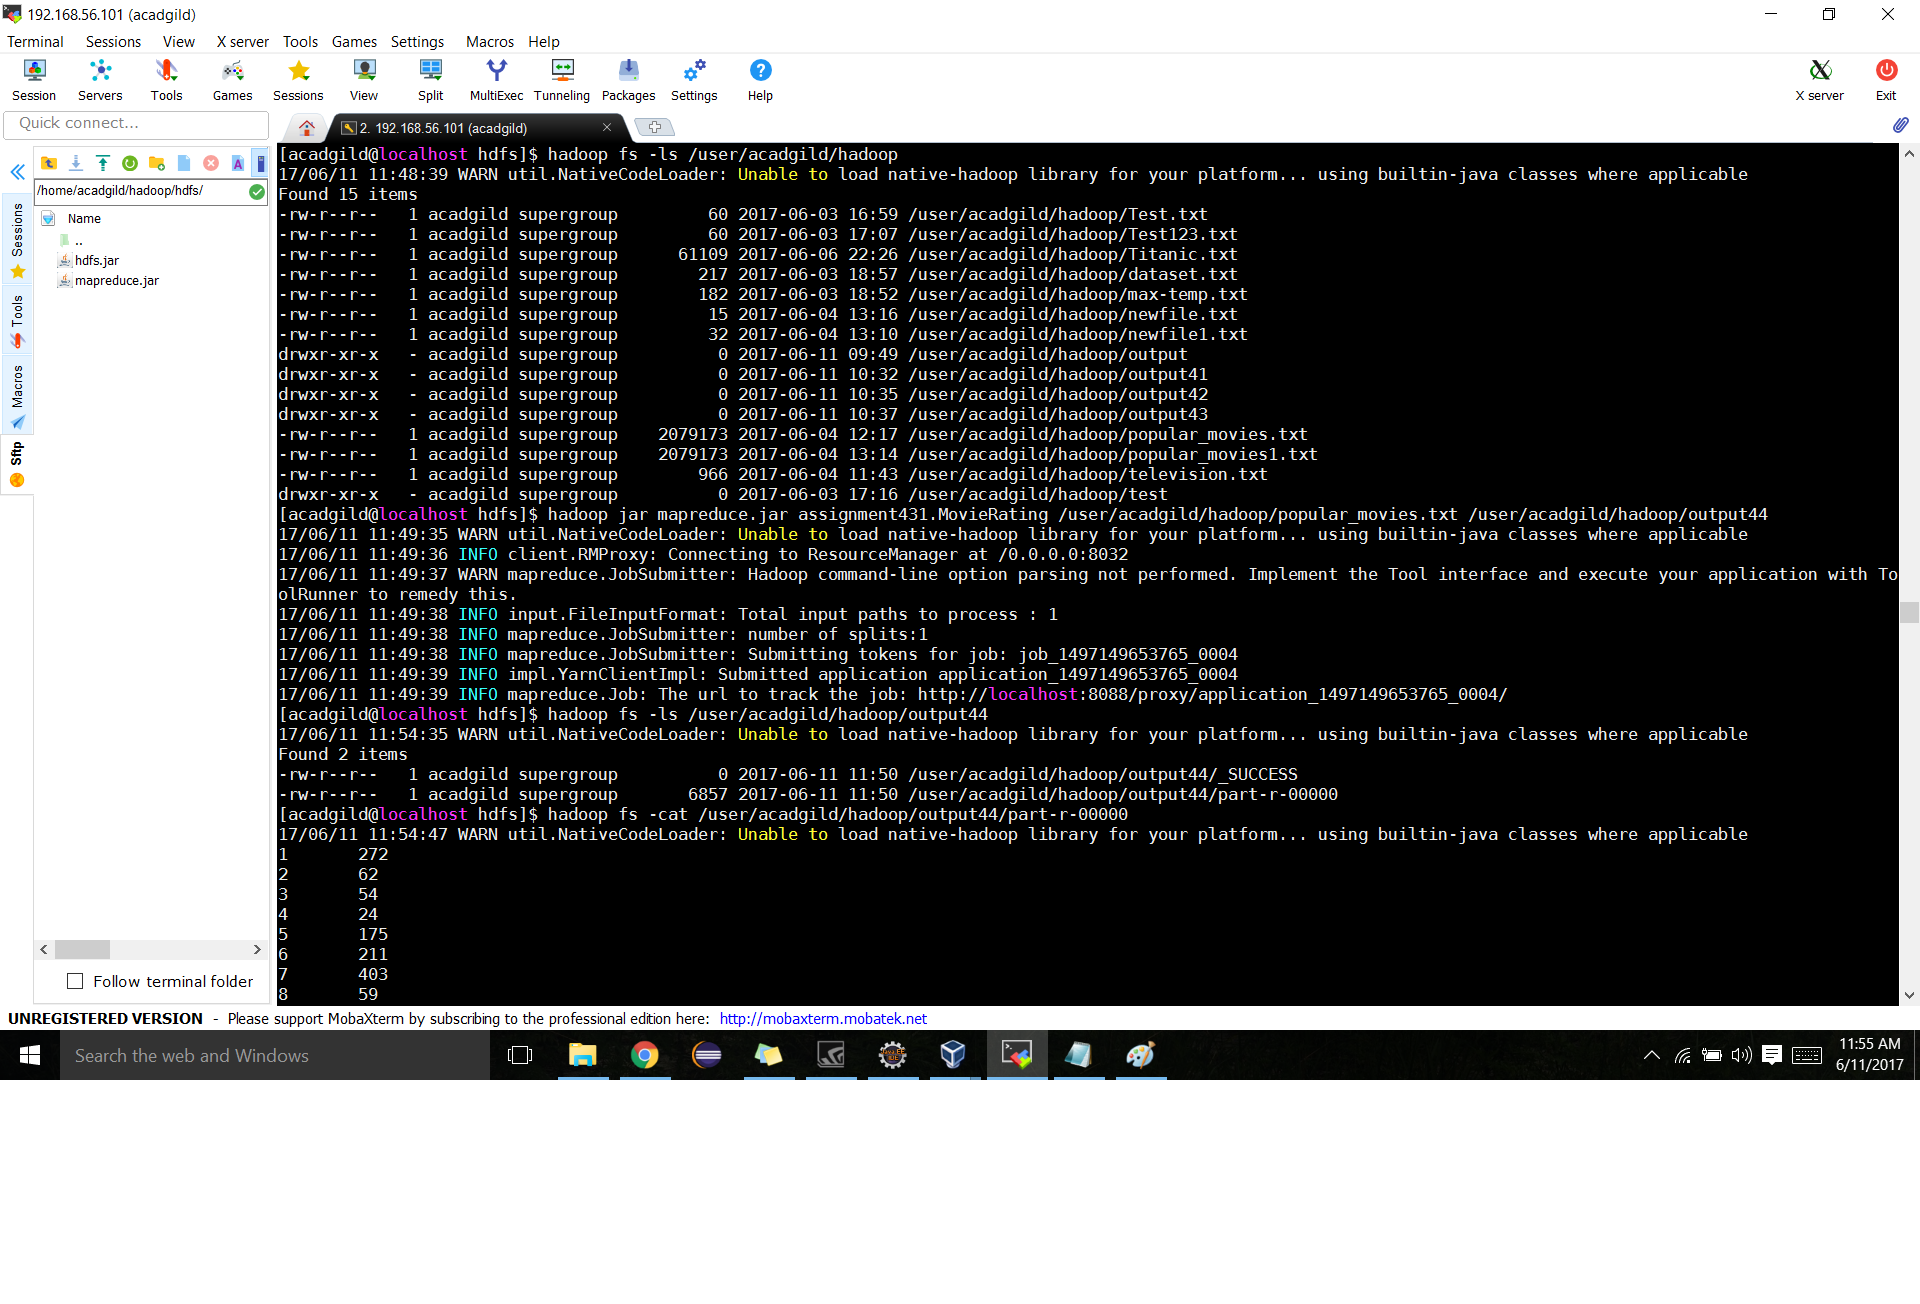 192.168.56.101 (acadgild)
Terminal Sessions View X server Tools Games Settings Macros Help
Session Servers Tools Games Sessions View Split MultiExec Tunneling Packages Settings Help X server Exit
Quick connect...
2. 192.168.56.101 (acadgild)
/home/acadgild/hadoop/hdfs/
Name
..
hdfs.jar
mapreduce.jar
Sessions
Tools
Macros
Sftp
Follow terminal folder
[acadgild@localhost hdfs]$ hadoop fs -ls /user/acadgild/hadoop
17/06/11 11:48:39 WARN util.NativeCodeLoader: Unable to load native-hadoop library for your platform... using builtin-java classes where applicable
Found 15 items
-rw-r--r--   1 acadgild supergroup         60 2017-06-03 16:59 /user/acadgild/hadoop/Test.txt
-rw-r--r--   1 acadgild supergroup         60 2017-06-03 17:07 /user/acadgild/hadoop/Test123.txt
-rw-r--r--   1 acadgild supergroup      61109 2017-06-06 22:26 /user/acadgild/hadoop/Titanic.txt
-rw-r--r--   1 acadgild supergroup        217 2017-06-03 18:57 /user/acadgild/hadoop/dataset.txt
-rw-r--r--   1 acadgild supergroup        182 2017-06-03 18:52 /user/acadgild/hadoop/max-temp.txt
-rw-r--r--   1 acadgild supergroup         15 2017-06-04 13:16 /user/acadgild/hadoop/newfile.txt
-rw-r--r--   1 acadgild supergroup         32 2017-06-04 13:10 /user/acadgild/hadoop/newfile1.txt
drwxr-xr-x   - acadgild supergroup          0 2017-06-11 09:49 /user/acadgild/hadoop/output
drwxr-xr-x   - acadgild supergroup          0 2017-06-11 10:32 /user/acadgild/hadoop/output41
drwxr-xr-x   - acadgild supergroup          0 2017-06-11 10:35 /user/acadgild/hadoop/output42
drwxr-xr-x   - acadgild supergroup          0 2017-06-11 10:37 /user/acadgild/hadoop/output43
-rw-r--r--   1 acadgild supergroup    2079173 2017-06-04 12:17 /user/acadgild/hadoop/popular_movies.txt
-rw-r--r--   1 acadgild supergroup    2079173 2017-06-04 13:14 /user/acadgild/hadoop/popular_movies1.txt
-rw-r--r--   1 acadgild supergroup        966 2017-06-04 11:43 /user/acadgild/hadoop/television.txt
drwxr-xr-x   - acadgild supergroup          0 2017-06-03 17:16 /user/acadgild/hadoop/test
[acadgild@localhost hdfs]$ hadoop jar mapreduce.jar assignment431.MovieRating /user/acadgild/hadoop/popular_movies.txt /user/acadgild/hadoop/output44
17/06/11 11:49:35 WARN util.NativeCodeLoader: Unable to load native-hadoop library for your platform... using builtin-java classes where applicable
17/06/11 11:49:36 INFO client.RMProxy: Connecting to ResourceManager at /0.0.0.0:8032
17/06/11 11:49:37 WARN mapreduce.JobSubmitter: Hadoop command-line option parsing not performed. Implement the Tool interface and execute your application with To
olRunner to remedy this.
17/06/11 11:49:38 INFO input.FileInputFormat: Total input paths to process : 1
17/06/11 11:49:38 INFO mapreduce.JobSubmitter: number of splits:1
17/06/11 11:49:38 INFO mapreduce.JobSubmitter: Submitting tokens for job: job_1497149653765_0004
17/06/11 11:49:39 INFO impl.YarnClientImpl: Submitted application application_1497149653765_0004
17/06/11 11:49:39 INFO mapreduce.Job: The url to track the job: http://localhost:8088/proxy/application_1497149653765_0004/
[acadgild@localhost hdfs]$ hadoop fs -ls /user/acadgild/hadoop/output44
17/06/11 11:54:35 WARN util.NativeCodeLoader: Unable to load native-hadoop library for your platform... using builtin-java classes where applicable
Found 2 items
-rw-r--r--   1 acadgild supergroup          0 2017-06-11 11:50 /user/acadgild/hadoop/output44/_SUCCESS
-rw-r--r--   1 acadgild supergroup       6857 2017-06-11 11:50 /user/acadgild/hadoop/output44/part-r-00000
[acadgild@localhost hdfs]$ hadoop fs -cat /user/acadgild/hadoop/output44/part-r-00000
17/06/11 11:54:47 WARN util.NativeCodeLoader: Unable to load native-hadoop library for your platform... using builtin-java classes where applicable
1       272
2       62
3       54
4       24
5       175
6       211
7       403
8       59
UNREGISTERED VERSION - Please support MobaXterm by subscribing to the professional edition here: http://mobaxterm.mobatek.net
Search the web and Windows
11:55 AM
6/11/2017